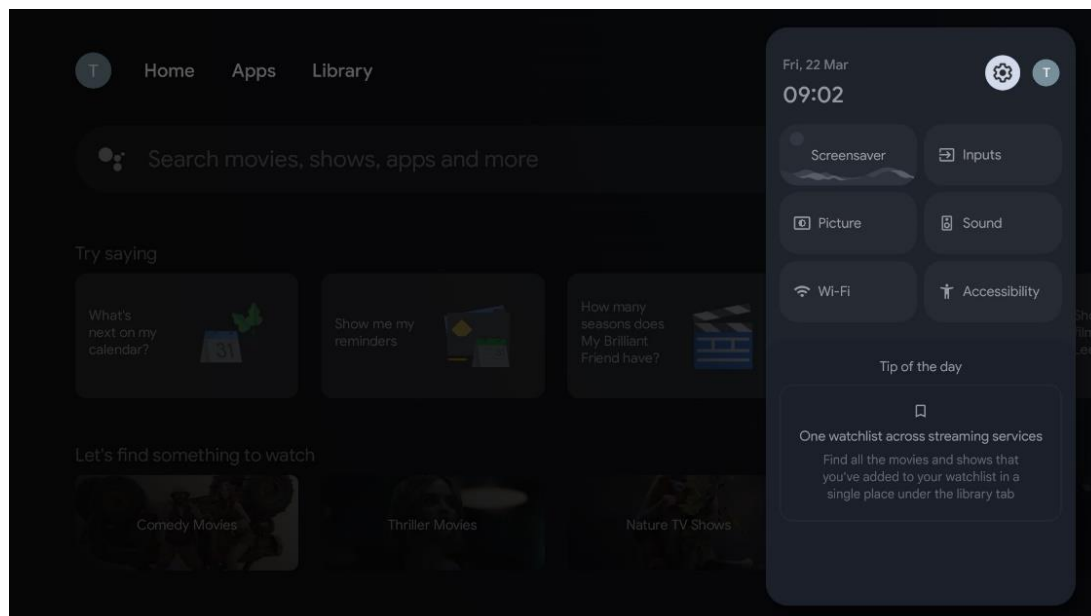 T
Home
Apps
Library
Search movies, shows, apps and more
Try saying
What's
next on my
calendar?
31
Show me my
reminders
How many
seasons does
My Brilliant
Friend have?
Let's find something to watch
Comedy Movies
Thriller Movies
Nature TV Shows
Fri, 22 Mar
09:02
T
Screensaver
Inputs
Picture
Sound
Wi-Fi
Accessibility
Tip of the day
One watchlist across streaming services
Find all the movies and shows that
you've added to your watchlist in a
single place under the library tab